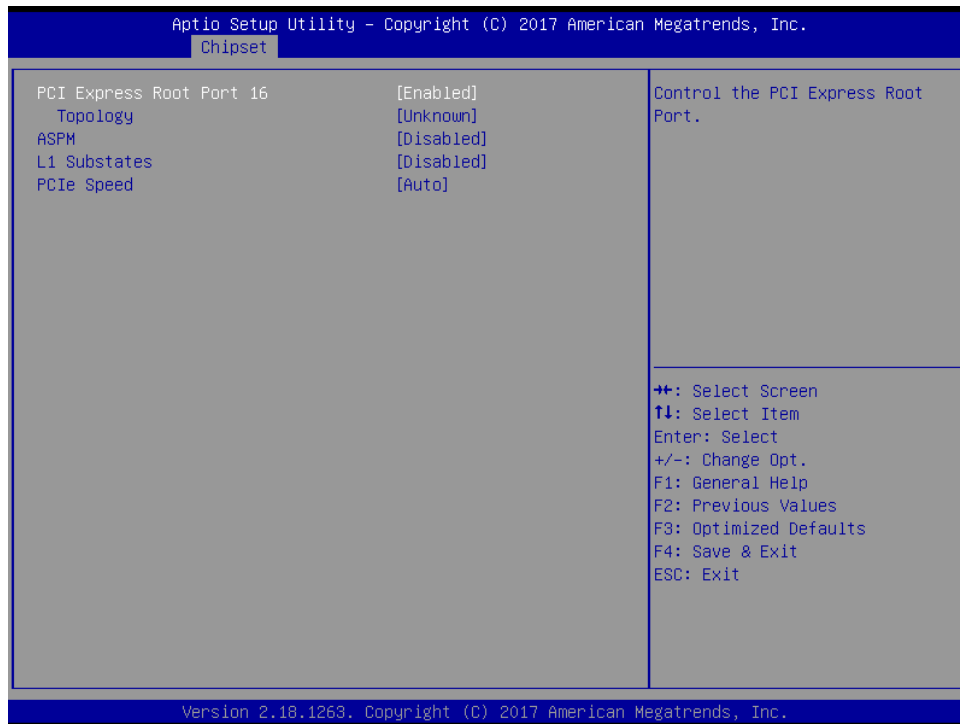 Aptio Setup Utility – Copyright (C) 2017 American Megatrends, Inc.
Chipset
PCI Express Root Port 16 [Enabled]
Topology [Unknown]
ASPM [Disabled]
L1 Substates [Disabled]
PCIe Speed [Auto]
Control the PCI Express Root
Port.
→←: Select Screen
↑↓: Select Item
Enter: Select
+/-: Change Opt.
F1: General Help
F2: Previous Values
F3: Optimized Defaults
F4: Save & Exit
ESC: Exit
Version 2.18.1263. Copyright (C) 2017 American Megatrends, Inc.